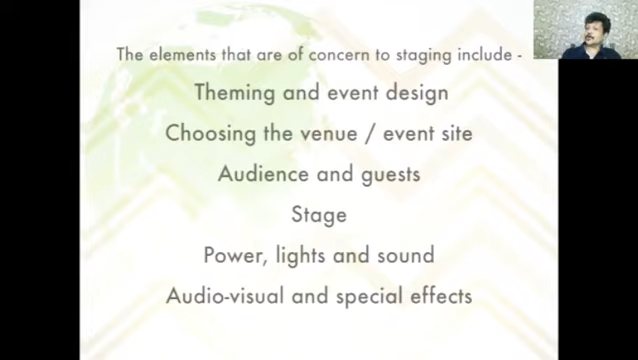 The elements that are of concern to staging include -
Theming and event design
Choosing the venue / event site
Audience and guests
Stage
Power, lights and sound
Audio-visual and special effects